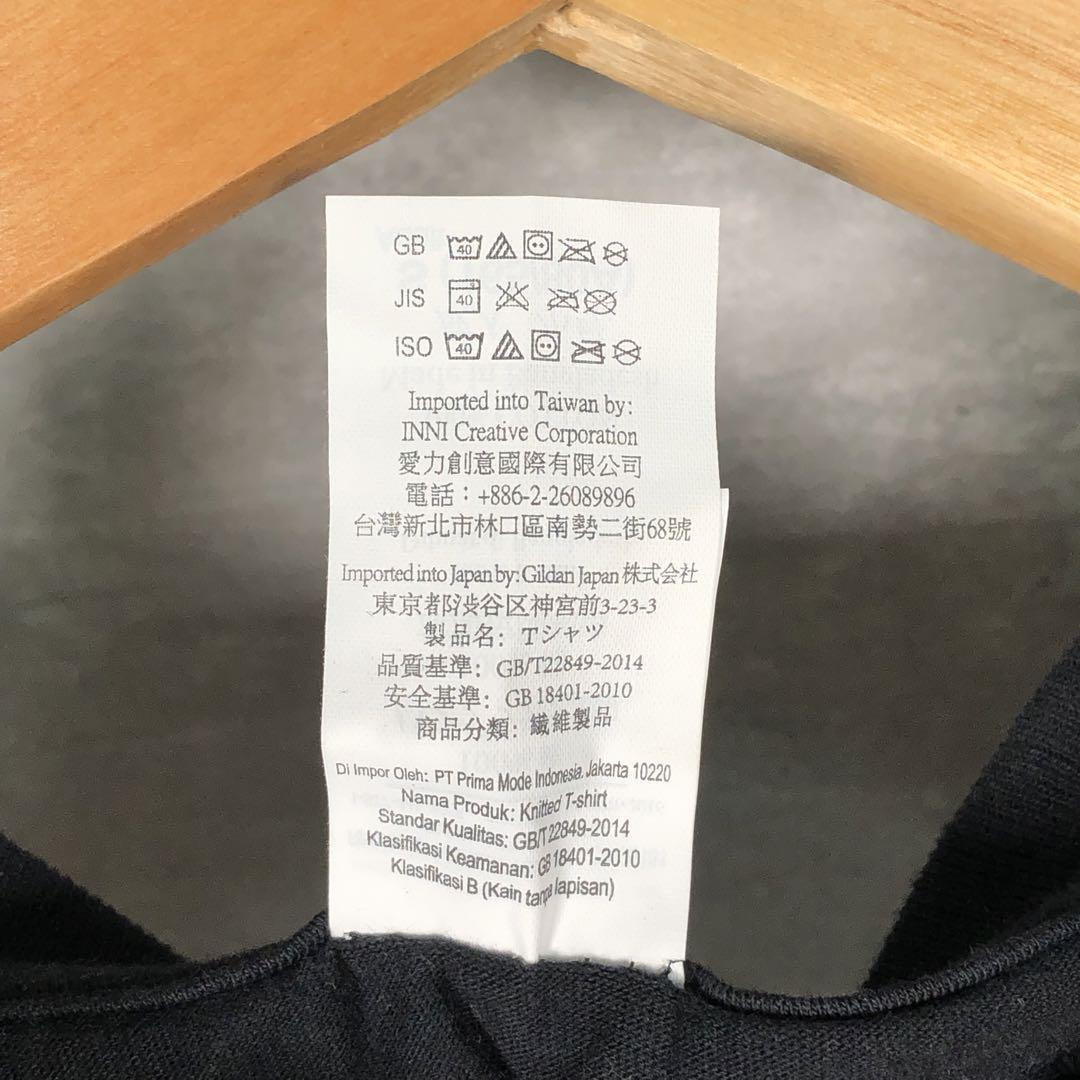 GB 40
JIS 40
ISO 40
Imported into Taiwan by:
INNI Creative Corporation
愛力創意國際有限公司
電話：+886-2-26089896
台灣新北市林口區南勢二街68號
Imported into Japan by: Gildan Japan 株式会社
東京都渋谷区神宮前3-23-3
製品名: Tシャツ
品質基準: GB/T22849-2014
安全基準: GB 18401-2010
商品分類: 繊維製品
Di Impor Oleh: PT Prima Mode Indonesia. Jakarta 10220
Nama Produk: Knitted T-shirt
Standar Kualitas: GB/T 22849-2014
Klasifikasi Keamanan: GB 18401-2010
Klasifikasi B (Kain tanpa lapisan)